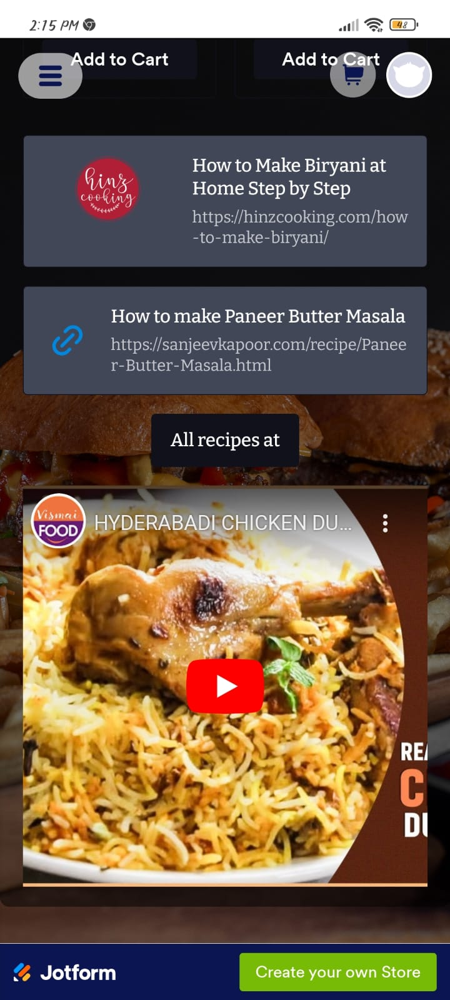 2:15 PM
48
Add to Cart
Add to Cart
hinz
cooking
How to Make Biryani at
Home Step by Step
https://hinzcooking.com/how
-to-make-biryani/
How to make Paneer Butter Masala
https://sanjeevkapoor.com/recipe/Panee
r-Butter-Masala.html
All recipes at
Vismai
FOOD
HYDERABADI CHICKEN DU...
REA
C
DU
Jotform
Create your own Store